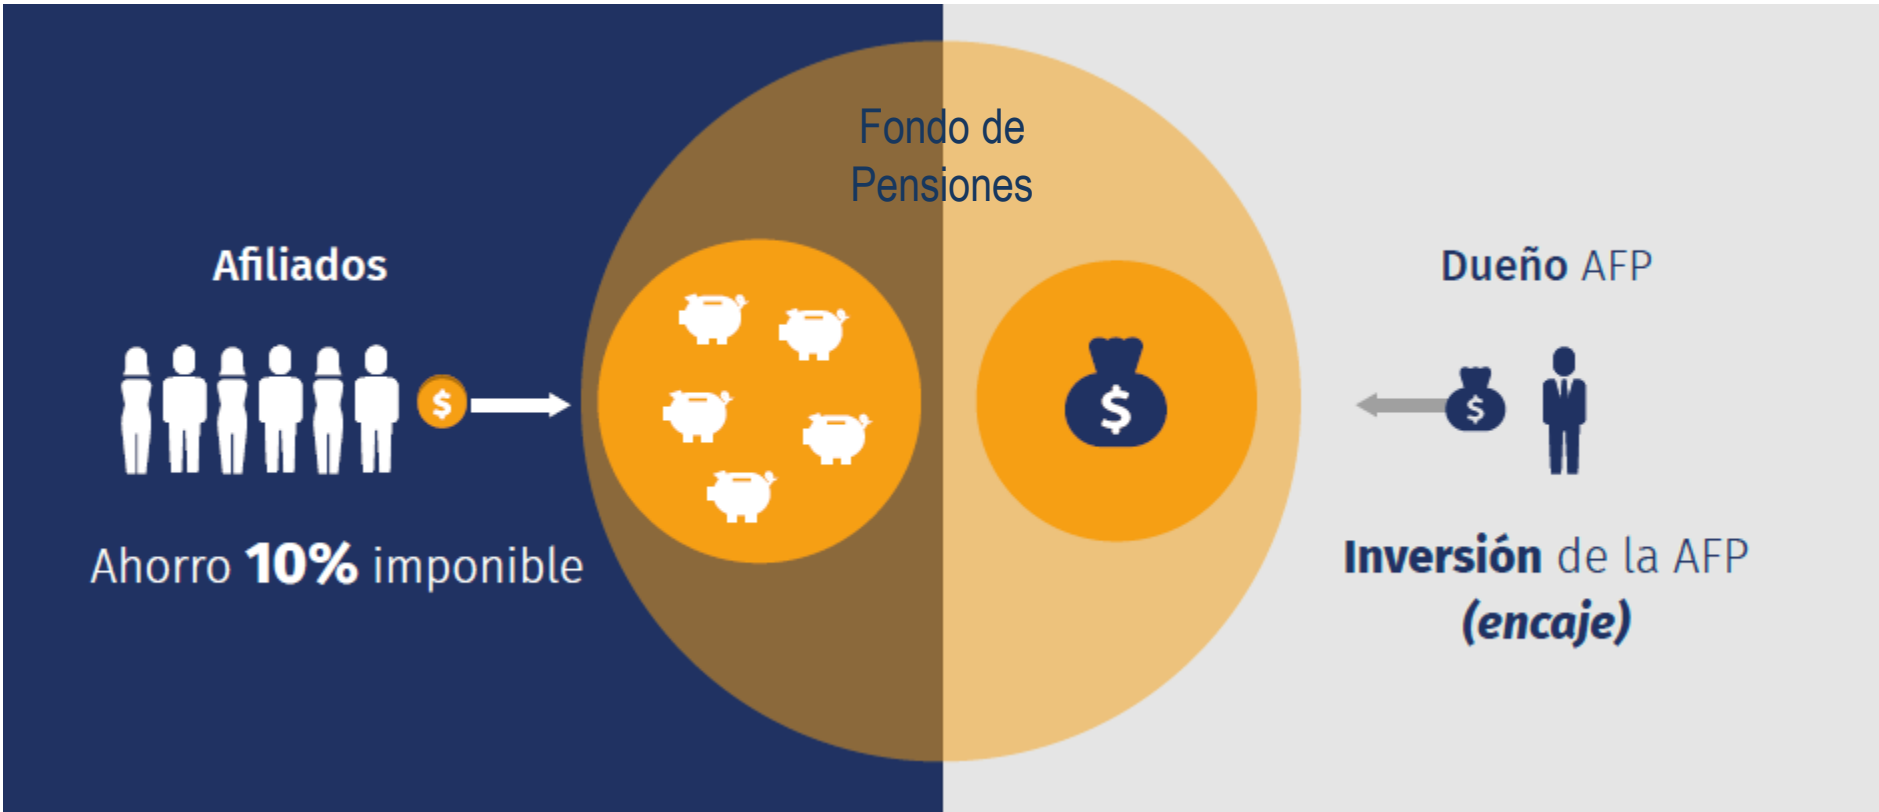 Fondo de
Pensiones
Afiliados
$
Ahorro 10% imponible
$
Dueño AFP
$
Inversión de la AFP
(encaje)